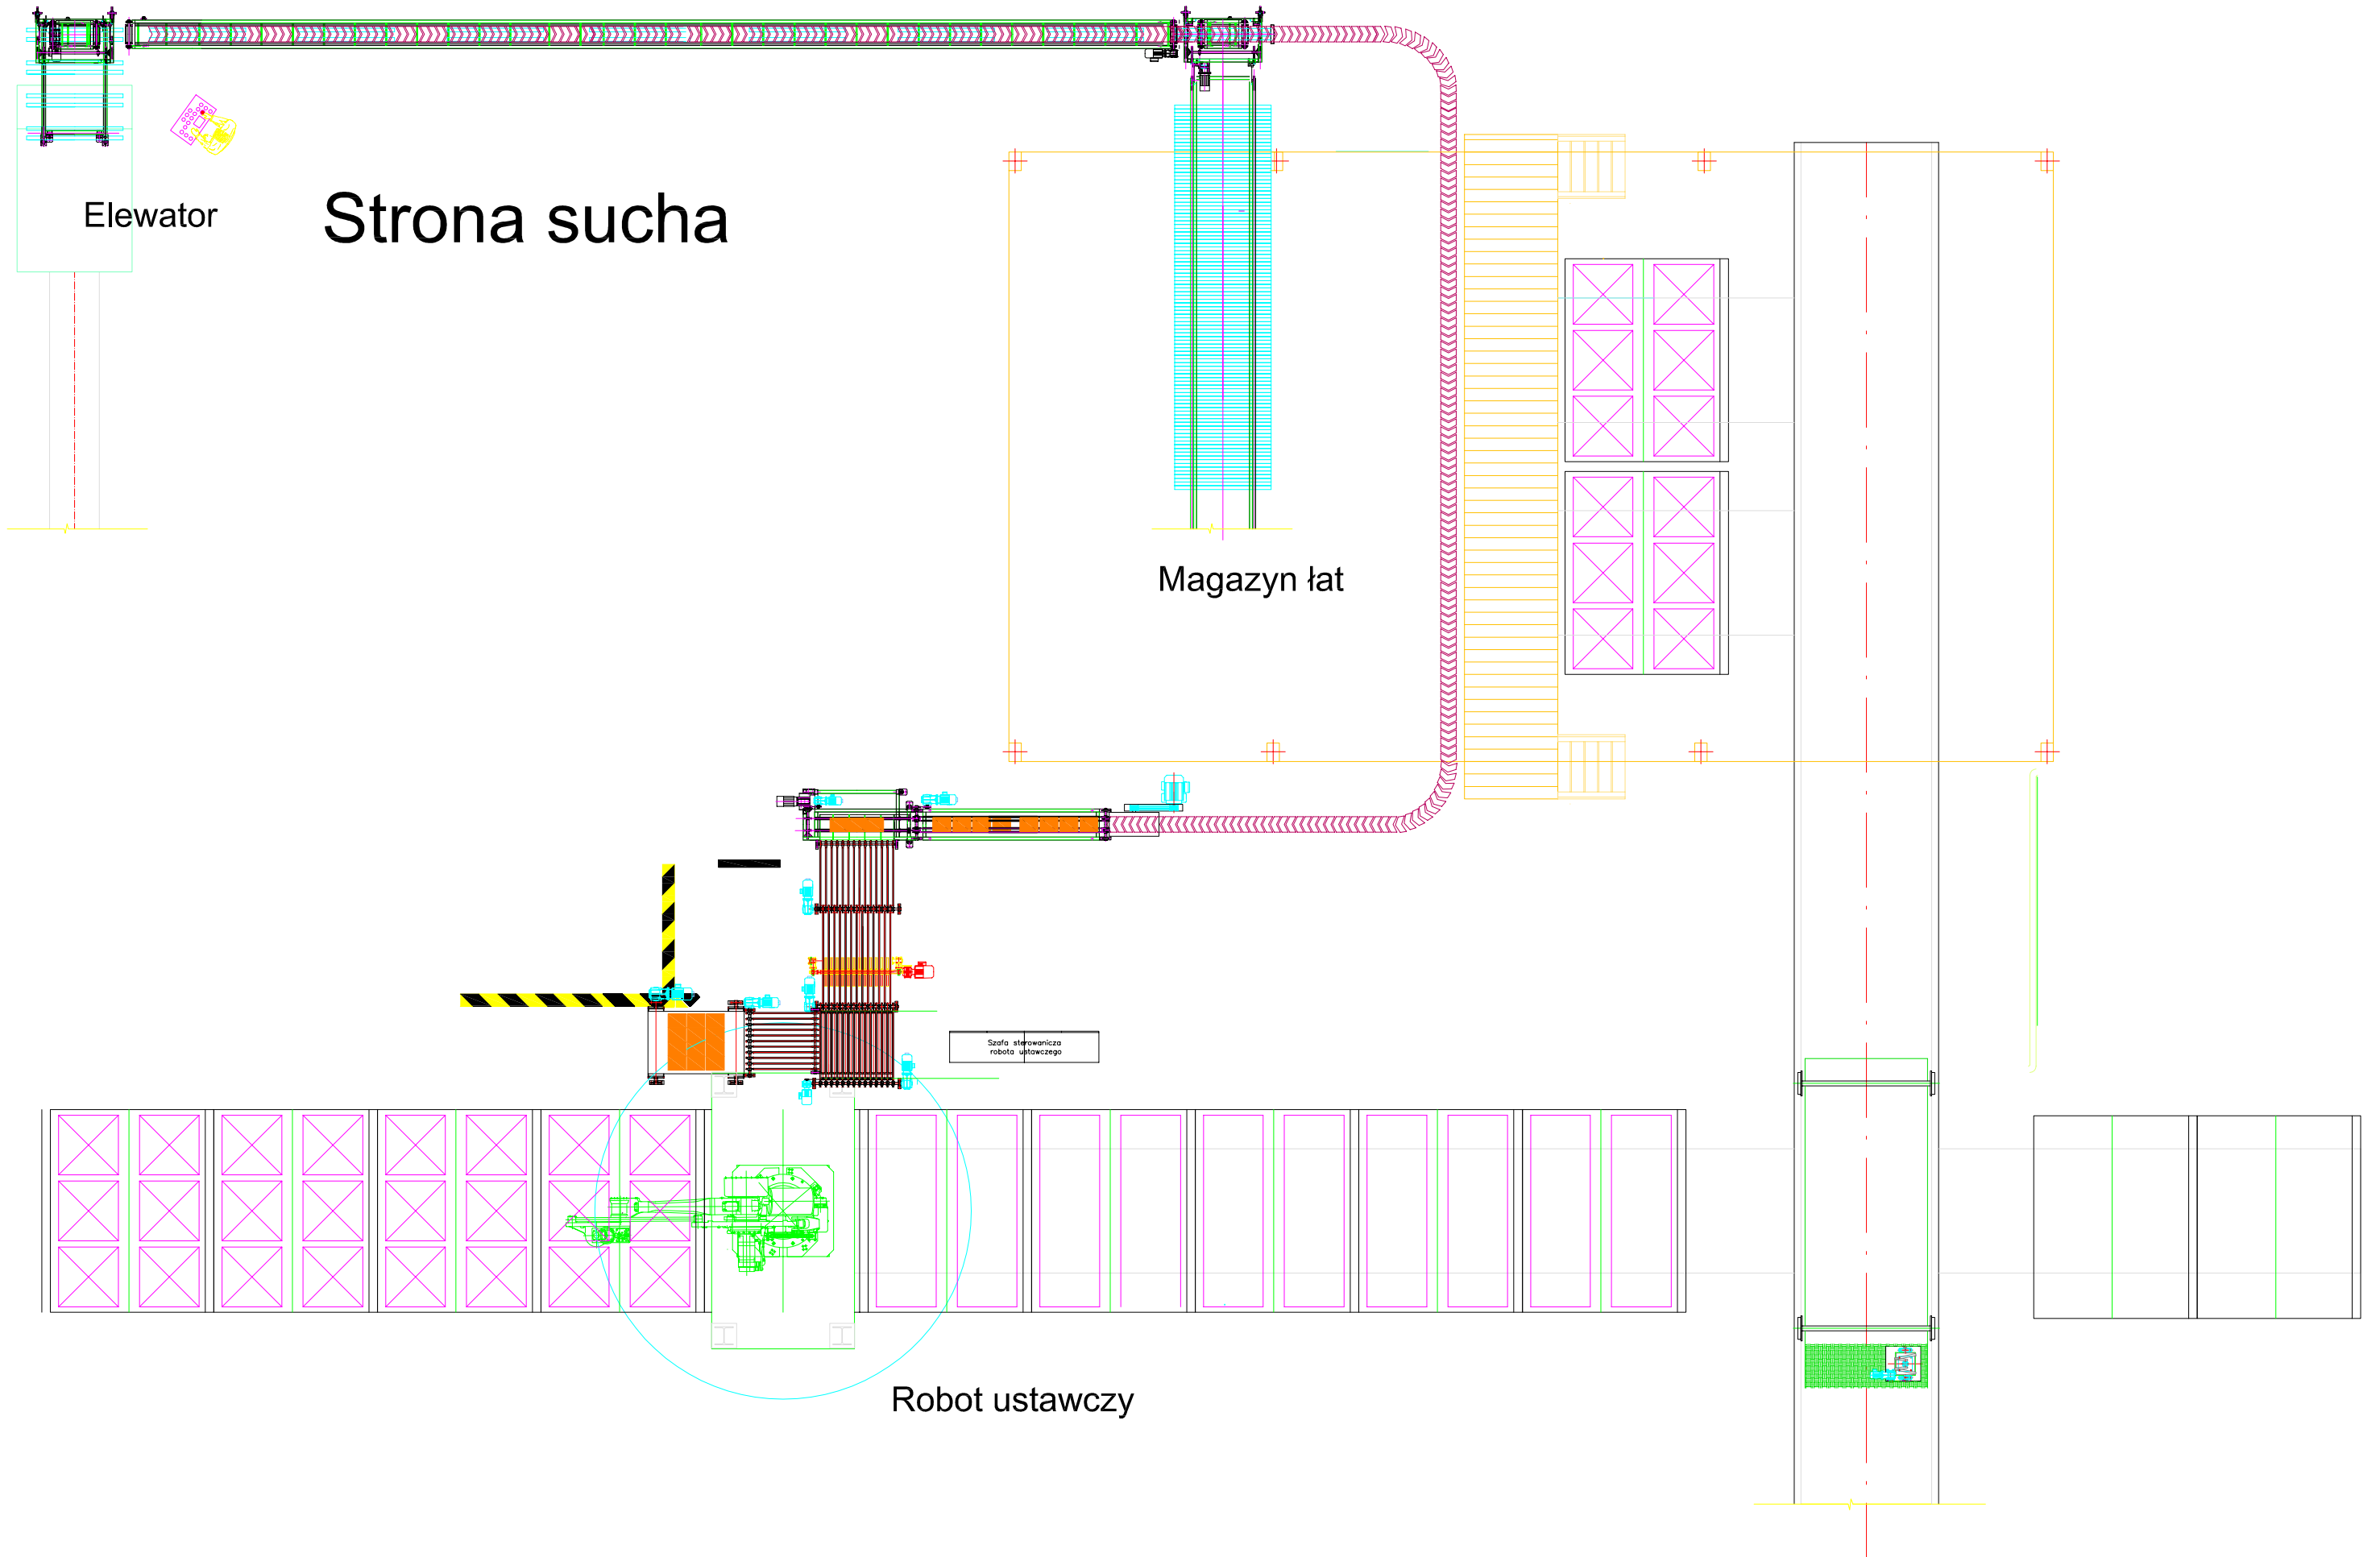 Elewator
Strona sucha
Magazyn łat
Szafa sterowanicza
robota ustawczego
Robot ustawczy